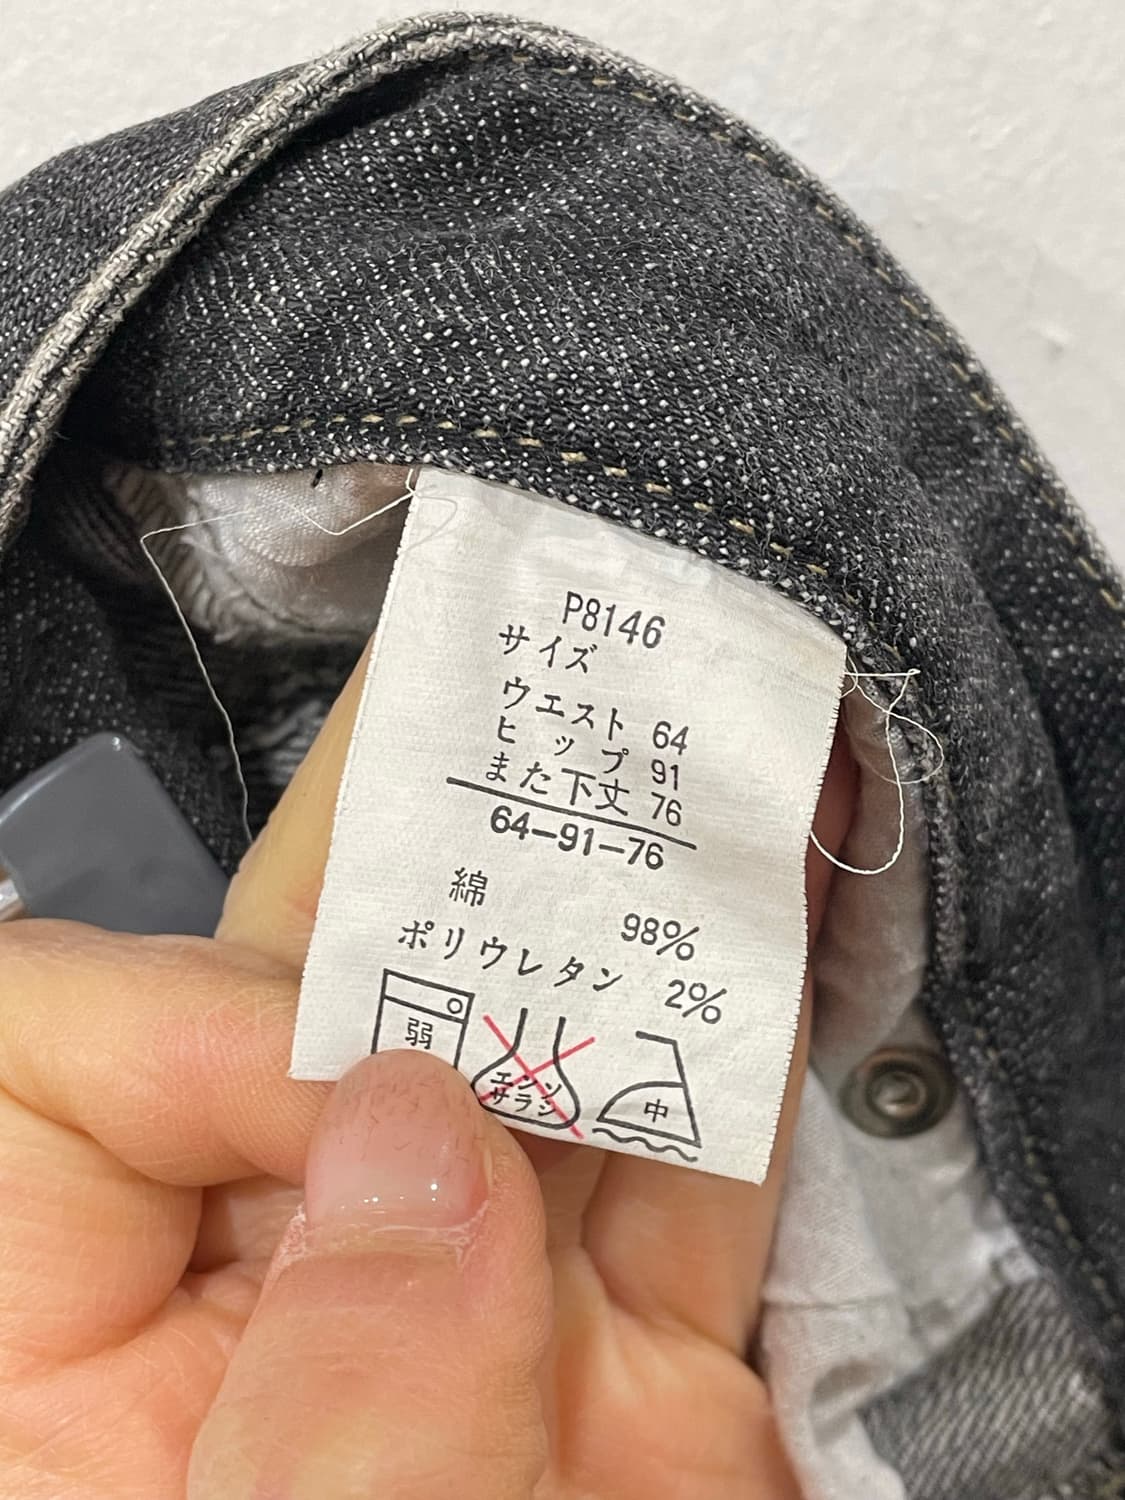 P8146
サイズ
ウエスト 64
ヒップ 91
また下丈 76
64-91-76
綿 98%
ポリウレタン 2%
弱
エンソ
サラシ
中